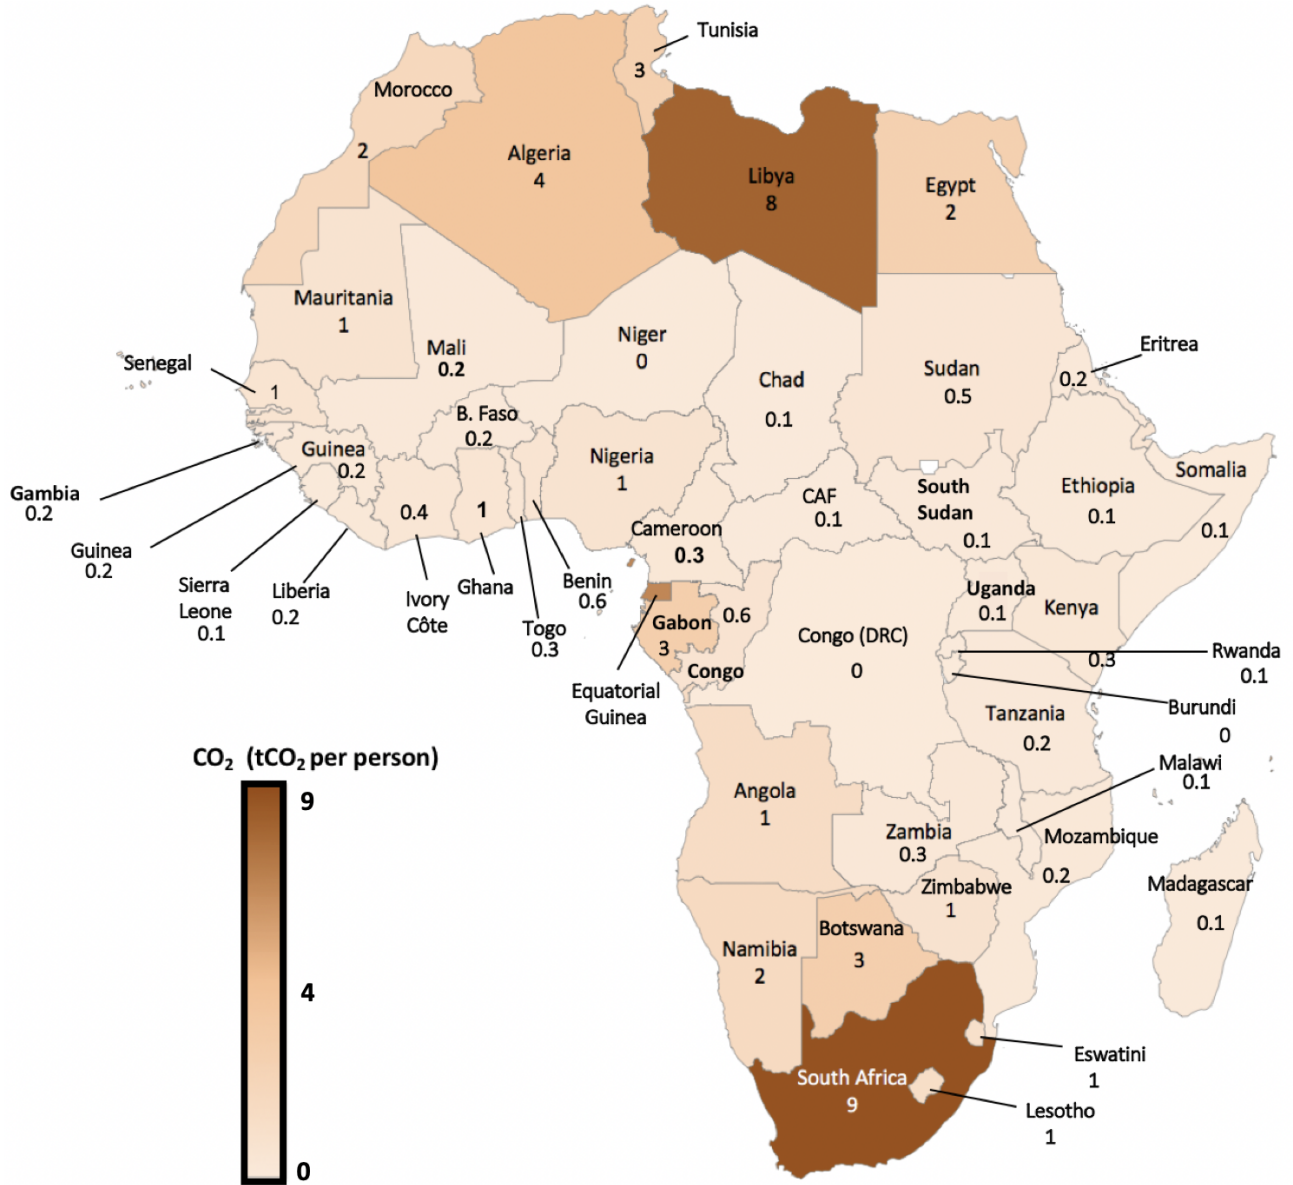 Tunisia
3
Morocco
2
Algeria
4
Libya
8
Egypt
2
Mauritania
1
Mali
0.2
Niger
0
Chad
0.1
Sudan
0.5
Eritrea
0.2
Senegal
1
B. Faso
0.2
Guinea
0.2
Nigeria
1
Gambia
0.2
Guinea
0.2
Sierra
Leone
0.1
Liberia
0.2
0.4
Ivory
Côte
1
Ghana
Togo
0.3
Benin
0.6
Cameroon
0.3
CAF
0.1
South
Sudan
0.1
Ethiopia
0.1
Somalia
0.1
Uganda
0.1
Kenya
0.3
Equatorial
Guinea
Gabon
3
0.6
Congo
Congo (DRC)
0
Rwanda
0.1
Burundi
0
Tanzania
0.2
Malawi
0.1
Angola
1
Zambia
0.3
Mozambique
0.2
Madagascar
0.1
Zimbabwe
1
Namibia
2
Botswana
3
South Africa
9
Eswatini
1
Lesotho
1
CO₂ (tCO₂ per person)
9
4
0